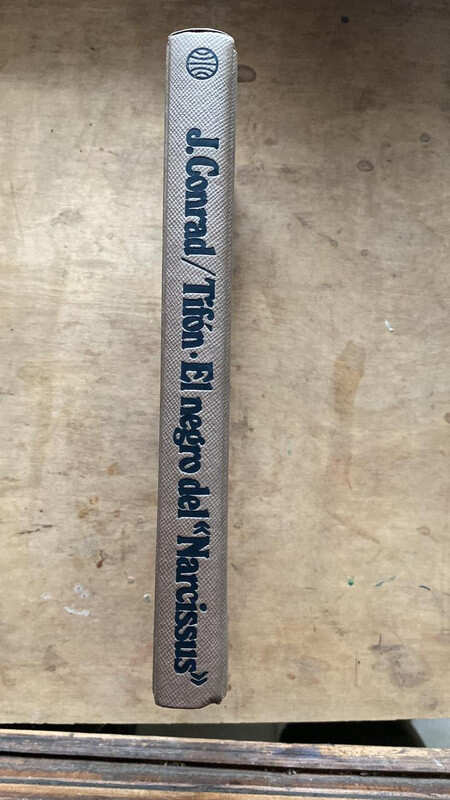 J. Conrad / Tifón · El negro del «Narcissus»